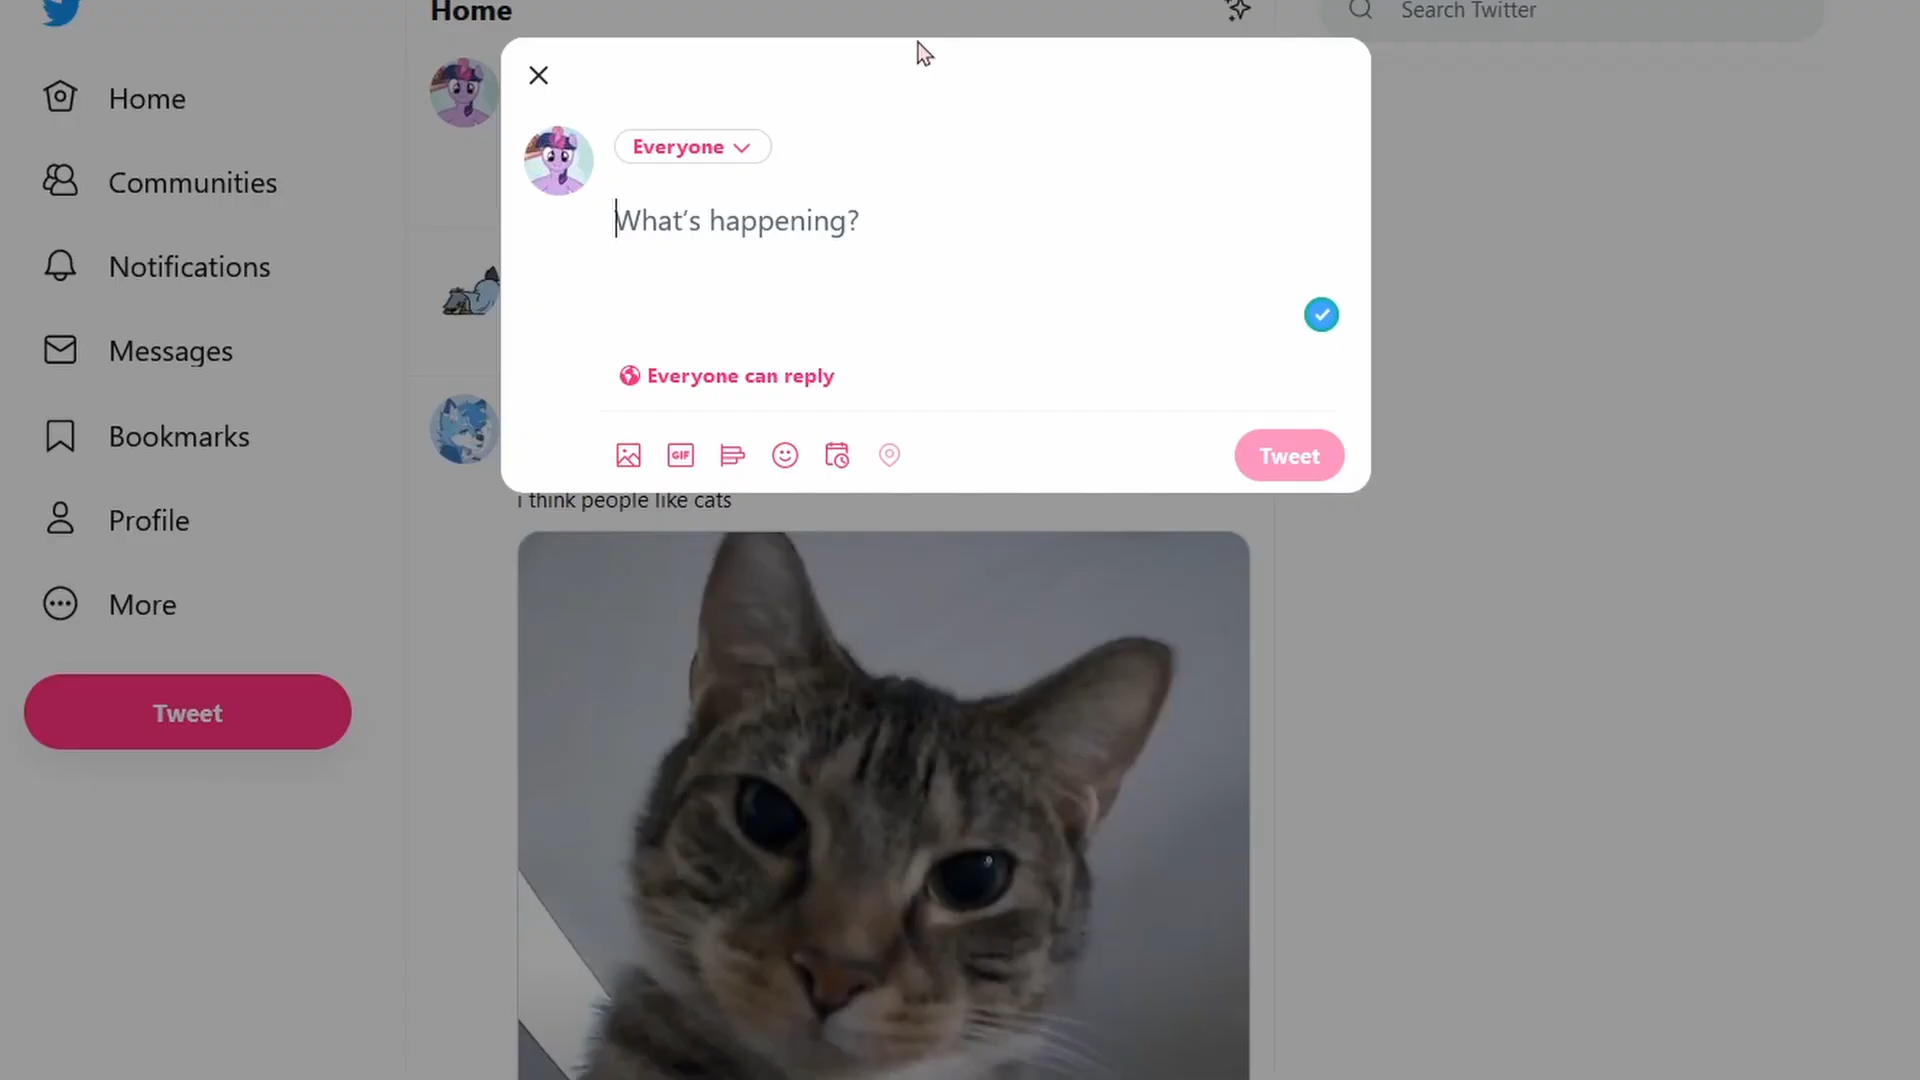 Home
Search Twitter
Home
Communities
Notifications
Messages
Bookmarks
Profile
More
Tweet
Everyone
What's happening?
Everyone can reply
GIF
Tweet
i think people like cats